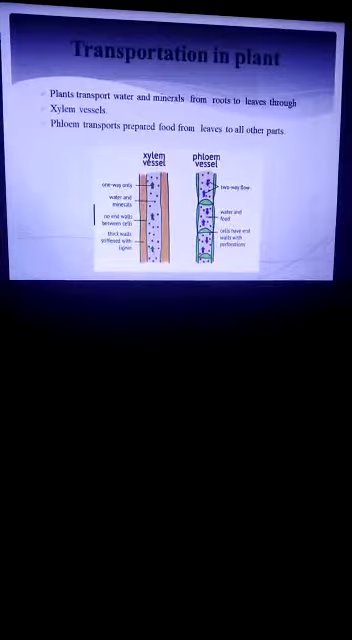 Transportation in plant
Plants transport water and minerals from roots to leaves through
Xylem vessels.
Phloem transports prepared food from leaves to all other parts
xylem
vessel
one-way only
water and
minerals
no end walls
between cells
thick walls
stiffened with
lignin
phloem
vessel
two-way flow
water and
food
cells have end
walls with
perforations